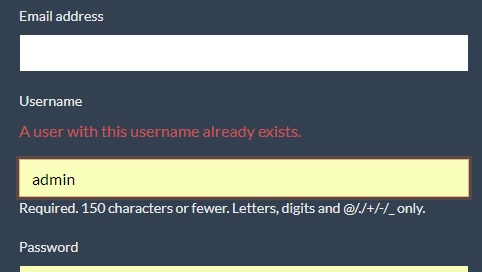 Email address
Username
A user with this username already exists.
admin
Required. 150 characters or fewer. Letters, digits and @/./+/-/_ only.
Password